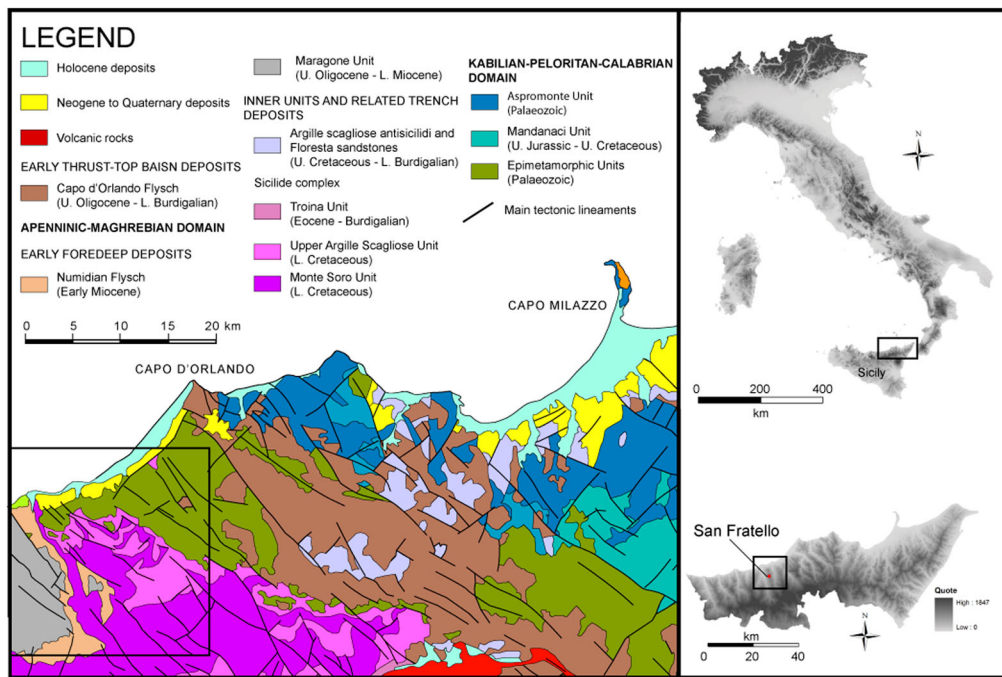 LEGEND
Holocene deposits
Neogene to Quaternary deposits
Volcanic rocks
EARLY THRUST-TOP BAISN DEPOSITS
Capo d'Orlando Flysch
(U. Oligocene - L. Burdigalian)
APENNINIC-MAGHREBIAN DOMAIN
EARLY FOREDEEP DEPOSITS
Numidian Flysch
(Early Miocene)
0 5 10 15 20 km
Maragone Unit
(U. Oligocene - L. Miocene)
INNER UNITS AND RELATED TRENCH
DEPOSITS
Argille scagliose antisicilidi and
Floresta sandstones
(U. Cretaceous - L. Burdigalian)
Sicilide complex
Troina Unit
(Eocene - Burdigalian)
Upper Argille Scagliose Unit
(L. Cretaceous)
Monte Soro Unit
(L. Cretaceous)
KABILIAN-PELORITAN-CALABRIAN
DOMAIN
Aspromonte Unit
(Palaeozoic)
Mandanaci Unit
(U. Jurassic - U. Cretaceous)
Epimetamorphic Units
(Palaeozoic)
Main tectonic lineaments
CAPO MILAZZO
CAPO D'ORLANDO
N
Sicily
0 200 400
km
San Fratello
Quote
High : 1847
Low : 0
km
0 20 40
N